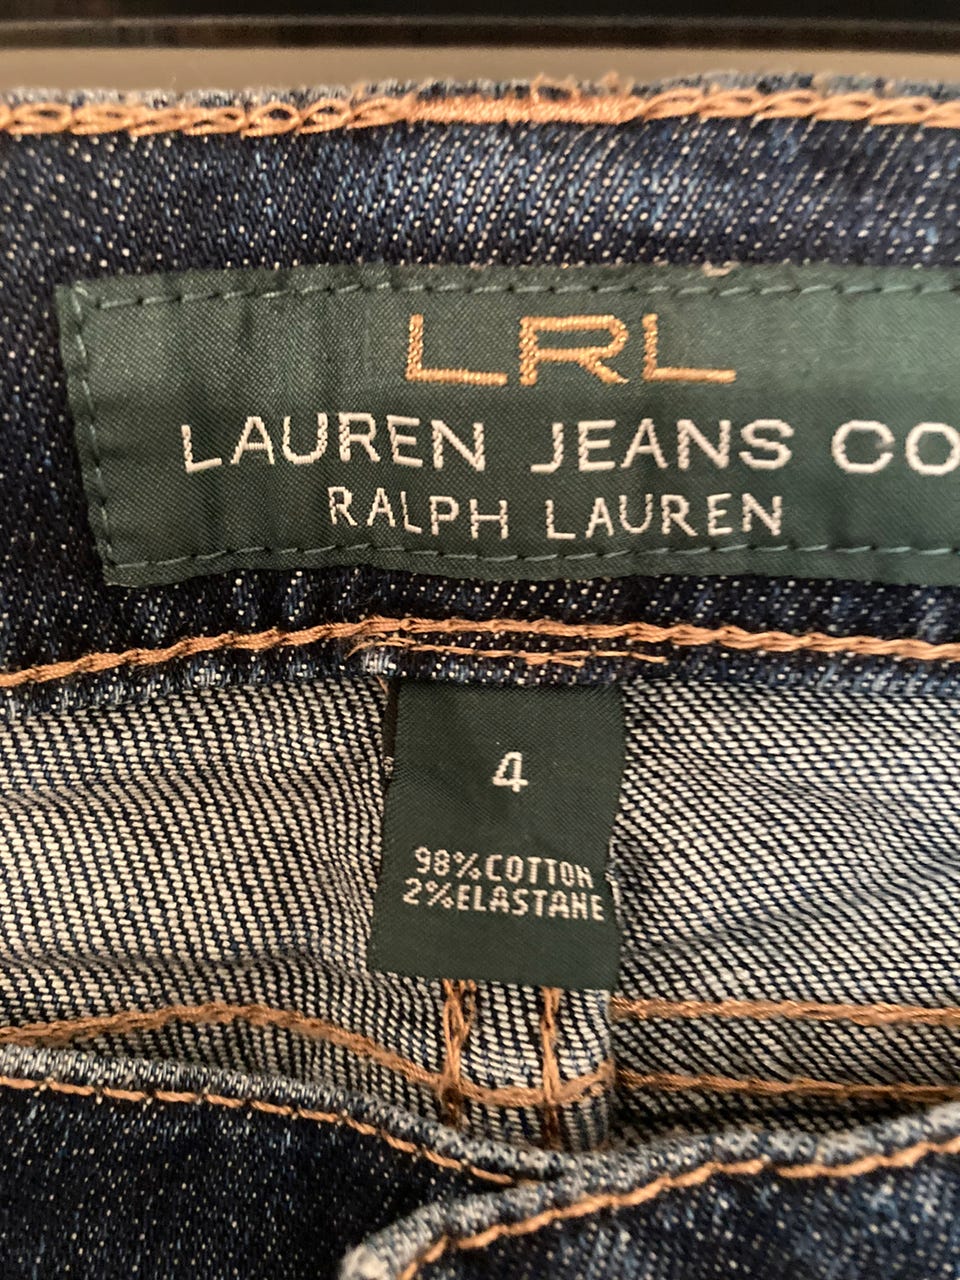 LRL
LAUREN JEANS CO
RALPH LAUREN
4
98% COTTON
2% ELASTANE